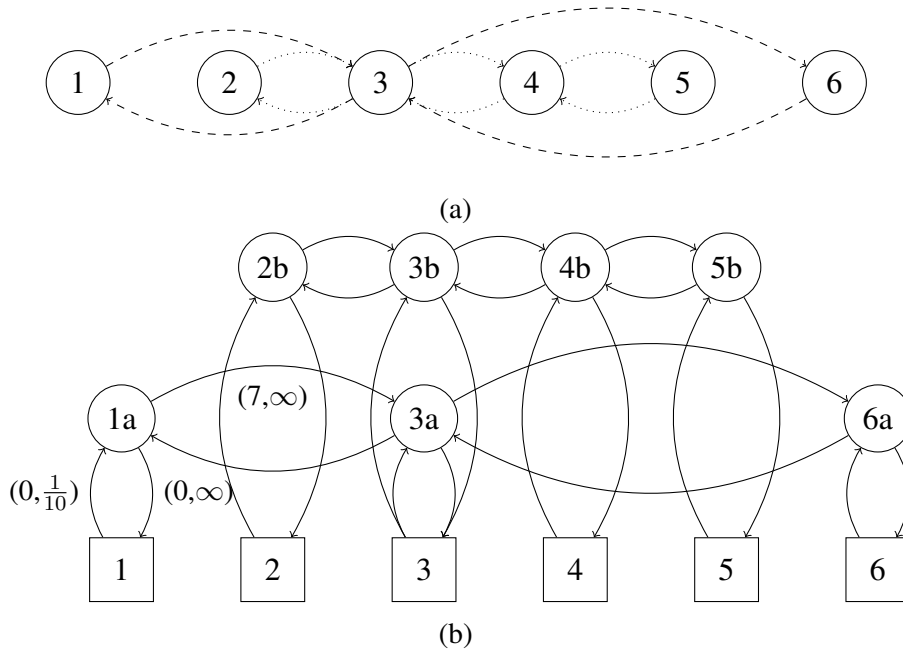 1 2 3 4 5 6
(a)
2b 3b 4b 5b
(7,∞)
1a 3a 6a
(0,1/10) (0,∞)
1 2 3 4 5 6
(b)